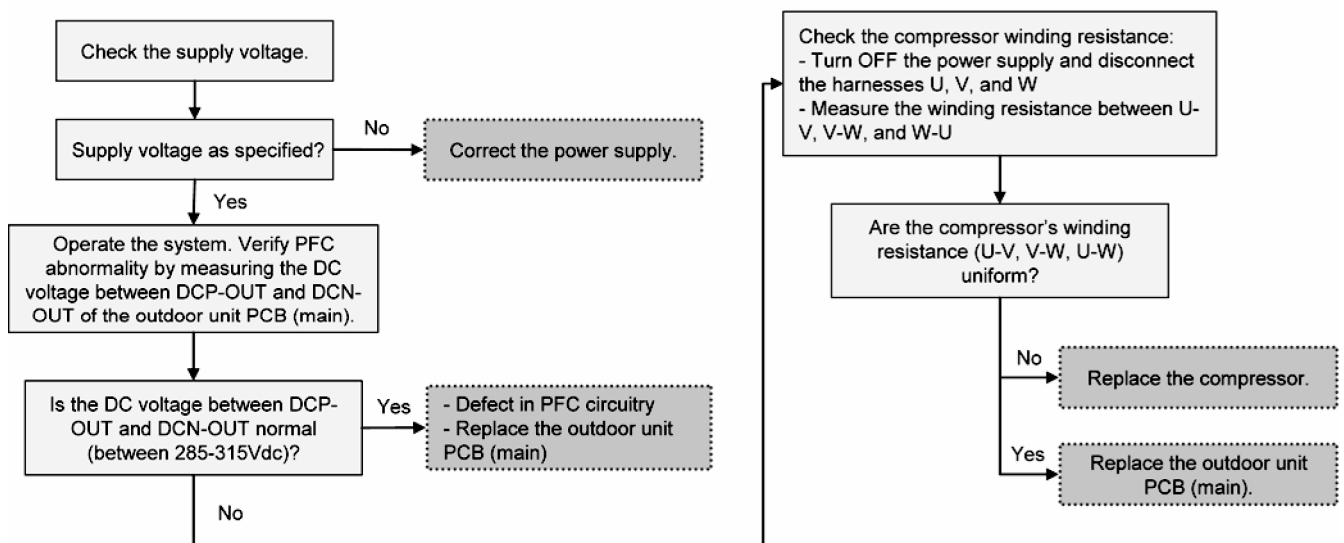 Check the supply voltage.
Supply voltage as specified?
No
Correct the power supply.
Yes
Operate the system. Verify PFC
abnormality by measuring the DC
voltage between DCP-OUT and DCN-
OUT of the outdoor unit PCB (main).
Is the DC voltage between DCP-
OUT and DCN-OUT normal
(between 285-315Vdc)?
Yes
- Defect in PFC circuitry
- Replace the outdoor unit
PCB (main)
No
Check the compressor winding resistance:
- Turn OFF the power supply and disconnect
the harnesses U, V, and W
- Measure the winding resistance between U-
V, V-W, and W-U
Are the compressor's winding
resistance (U-V, V-W, U-W)
uniform?
No
Replace the compressor.
Yes
Replace the outdoor unit
PCB (main).